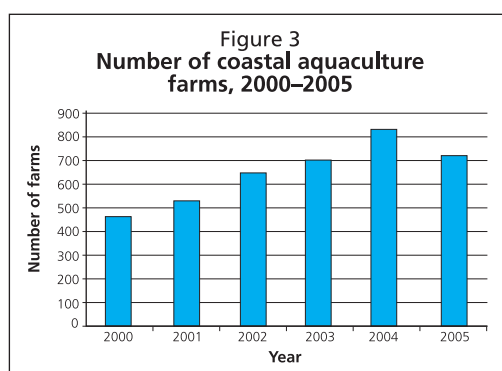 Figure 3
Number of coastal aquaculture
farms, 2000–2005
900
800
700
600
500
400
300
200
100
0
Number of farms
2000 2001 2002 2003 2004 2005
Year